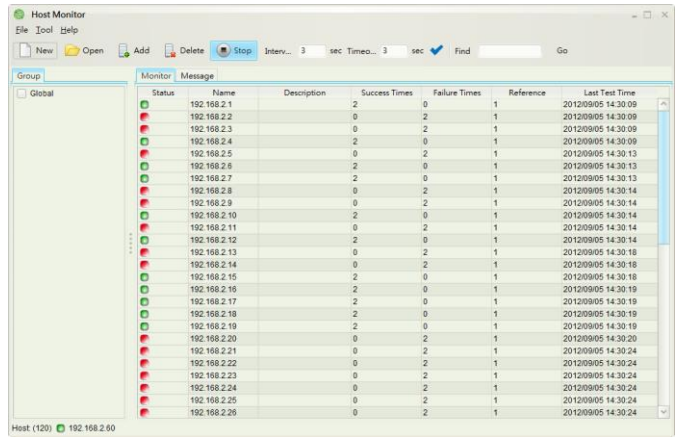 Host Monitor
File Tool Help
New Open Add Delete Stop Interv... 3 sec Timeo... 3 sec Find Go
Group Monitor Message
Global
Status Name Description Success Times Failure Times Reference Last Test Time
192.168.2.1 2 0 1 2012/09/05 14:30:09
192.168.2.2 0 2 1 2012/09/05 14:30:09
192.168.2.3 0 2 1 2012/09/05 14:30:09
192.168.2.4 2 0 1 2012/09/05 14:30:09
192.168.2.5 0 2 1 2012/09/05 14:30:13
192.168.2.6 2 0 1 2012/09/05 14:30:13
192.168.2.7 2 0 1 2012/09/05 14:30:13
192.168.2.8 0 2 1 2012/09/05 14:30:14
192.168.2.9 0 2 1 2012/09/05 14:30:14
192.168.2.10 2 0 1 2012/09/05 14:30:14
192.168.2.11 0 2 1 2012/09/05 14:30:14
192.168.2.12 2 0 1 2012/09/05 14:30:14
192.168.2.13 0 2 1 2012/09/05 14:30:18
192.168.2.14 0 2 1 2012/09/05 14:30:18
192.168.2.15 2 0 1 2012/09/05 14:30:18
192.168.2.16 2 0 1 2012/09/05 14:30:19
192.168.2.17 2 0 1 2012/09/05 14:30:19
192.168.2.18 2 0 1 2012/09/05 14:30:19
192.168.2.19 2 0 1 2012/09/05 14:30:19
192.168.2.20 0 2 1 2012/09/05 14:30:20
192.168.2.21 0 2 1 2012/09/05 14:30:24
192.168.2.22 0 2 1 2012/09/05 14:30:24
192.168.2.23 0 2 1 2012/09/05 14:30:24
192.168.2.24 0 2 1 2012/09/05 14:30:24
192.168.2.25 0 2 1 2012/09/05 14:30:24
192.168.2.26 0 2 1 2012/09/05 14:30:24
Host: (120) 192.168.2.60